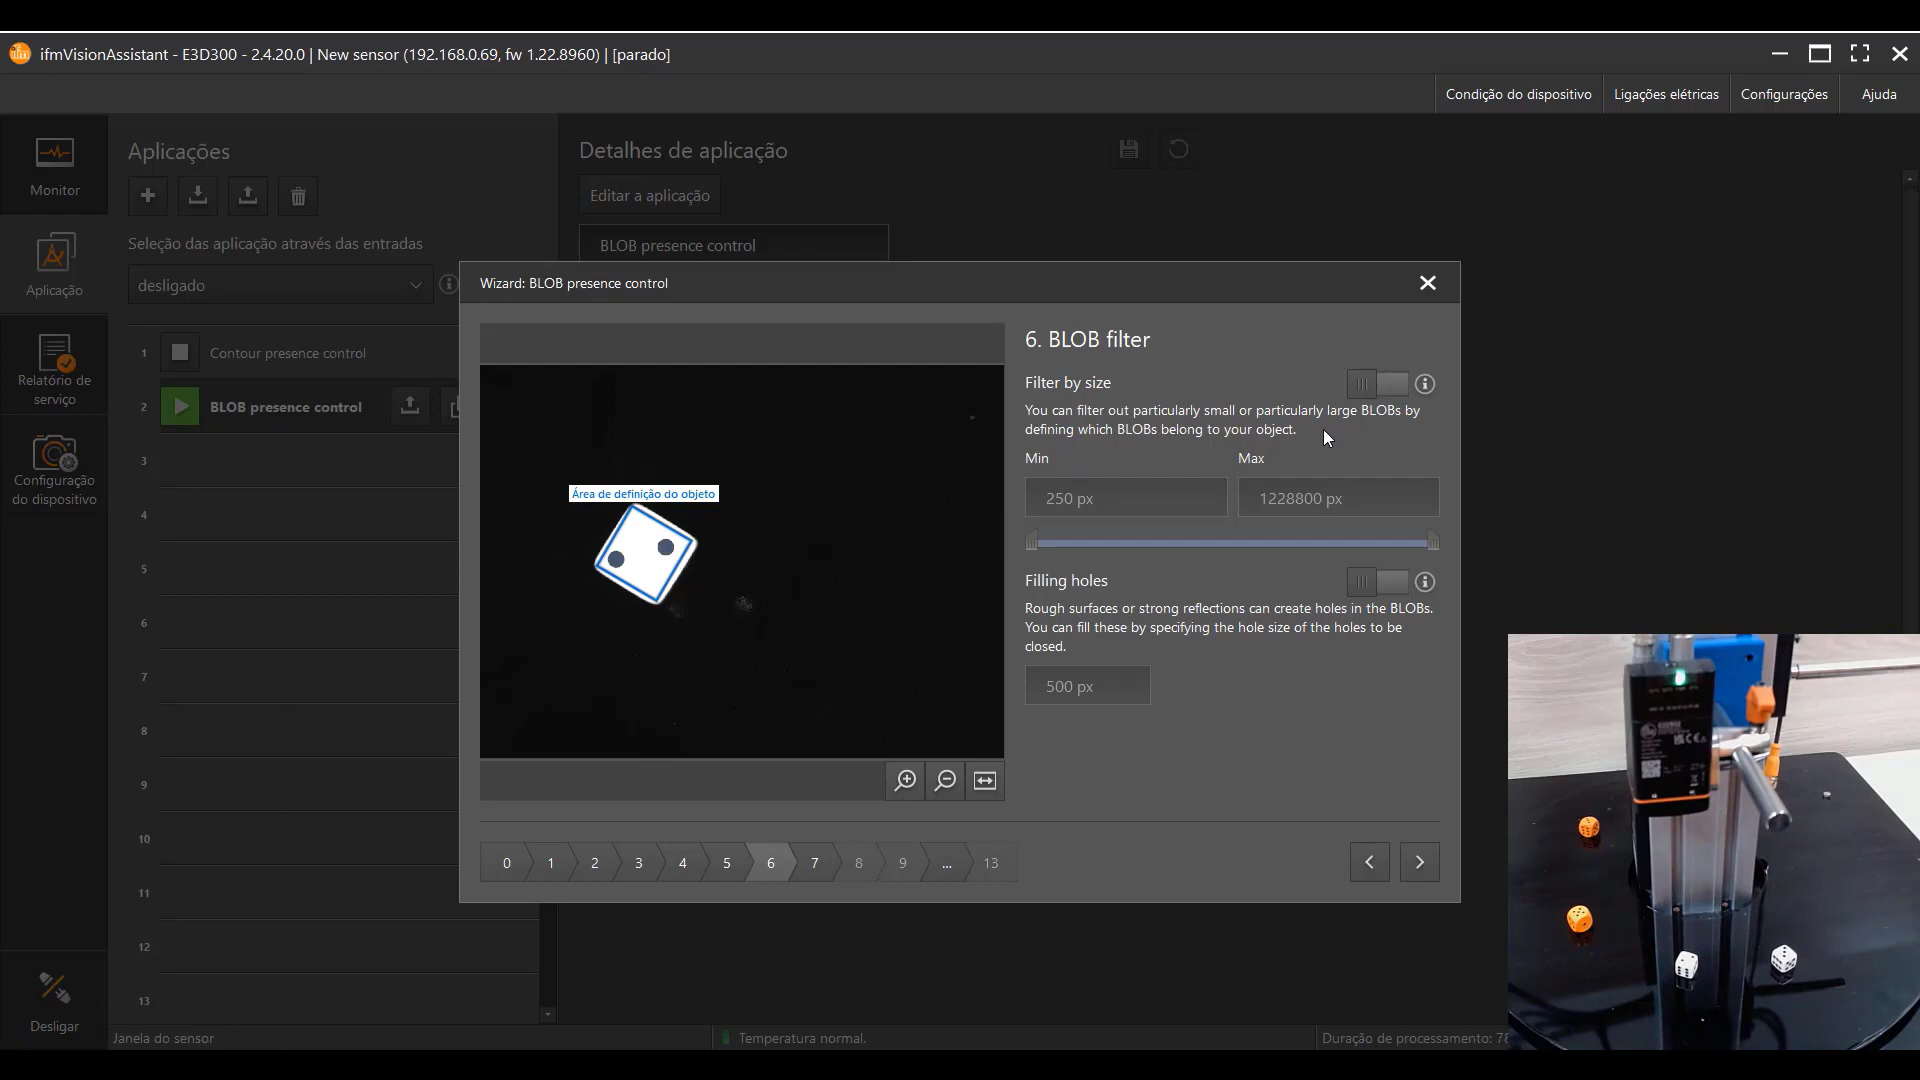 ifmVisionAssistant - E3D300 - 2.4.20.0 | New sensor (192.168.0.69, fw 1.22.8960) | [parado]
Condição do dispositivo
Ligações elétricas
Configurações
Ajuda
Monitor
Aplicação
Relatório de
serviço
Configuração
do dispositivo
Desligar
Aplicações
Seleção das aplicação através das entradas
desligado
1
Contour presence control
2
BLOB presence control
3
4
5
6
7
8
9
10
11
12
13
Detalhes de aplicação
Editar a aplicação
BLOB presence control
Wizard: BLOB presence control
Área de definição do objeto
6. BLOB filter
Filter by size
You can filter out particularly small or particularly large BLOBs by
defining which BLOBs belong to your object.
Min
Max
250 px
1228800 px
Filling holes
Rough surfaces or strong reflections can create holes in the BLOBs.
You can fill these by specifying the hole size of the holes to be
closed.
500 px
0 1 2 3 4 5 6 7 8 9 ... 13
Janela do sensor
Temperatura normal.
Duração de processamento: 78